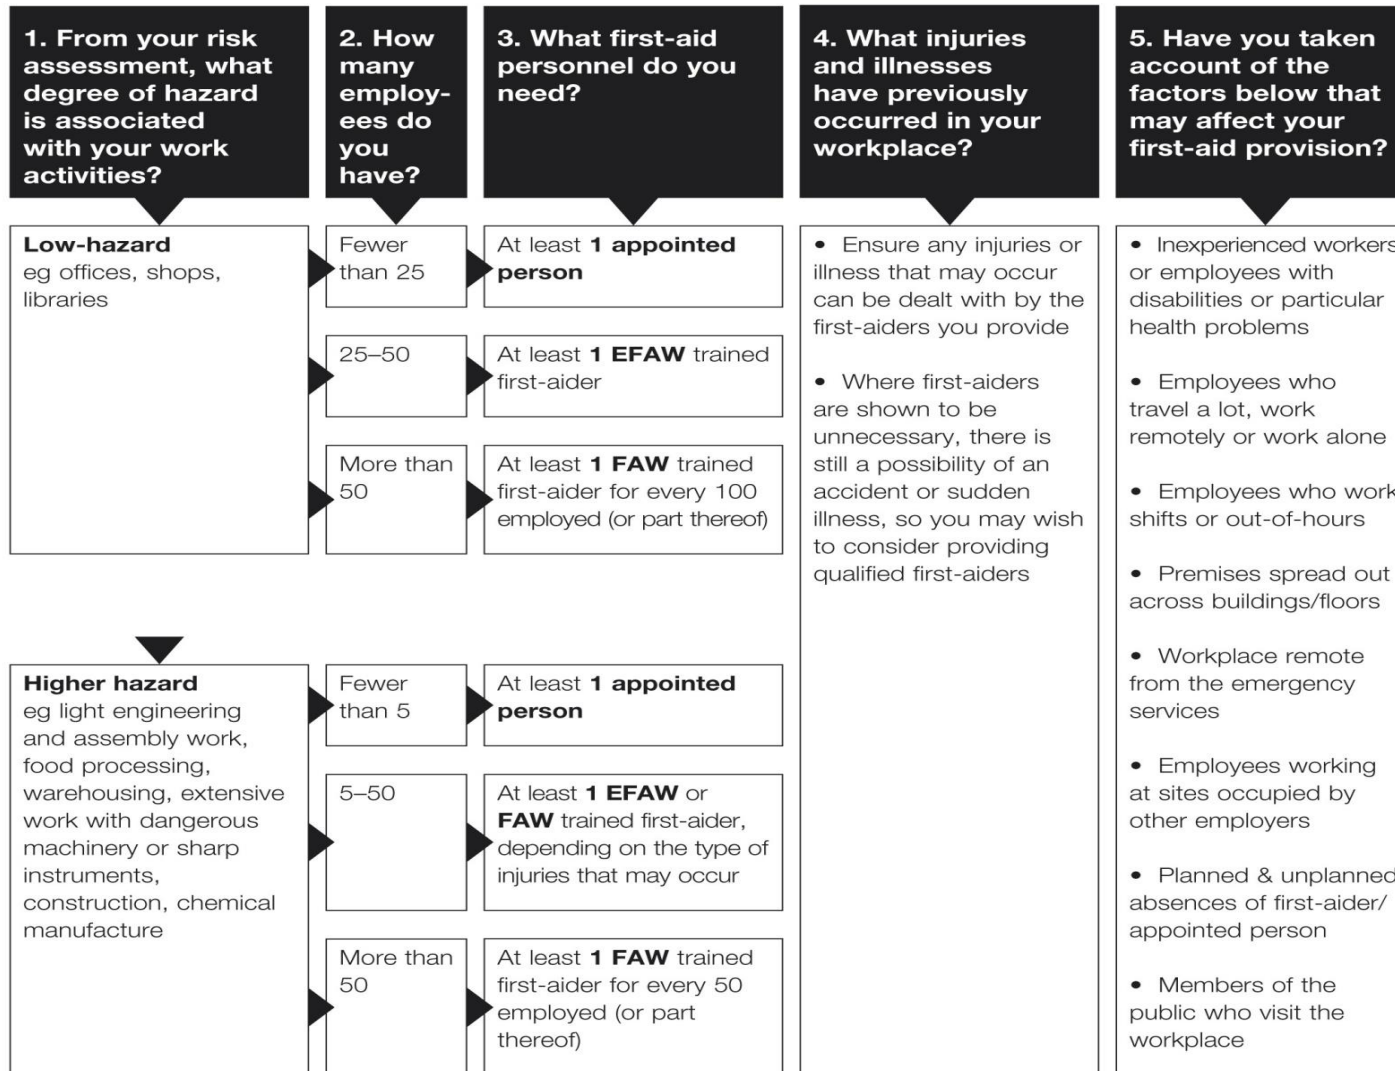 1. From your risk
assessment, what
degree of hazard
is associated
with your work
activities?
2. How
many
employ-
ees do
you
have?
3. What first-aid
personnel do you
need?
4. What injuries
and illnesses
have previously
occurred in your
workplace?
5. Have you taken
account of the
factors below that
may affect your
first-aid provision?
Low-hazard
eg offices, shops,
libraries
Fewer
than 25
At least 1 appointed
person
25–50
At least 1 EFAW trained
first-aider
More than
50
At least 1 FAW trained
first-aider for every 100
employed (or part thereof)
Higher hazard
eg light engineering
and assembly work,
food processing,
warehousing, extensive
work with dangerous
machinery or sharp
instruments,
construction, chemical
manufacture
Fewer
than 5
At least 1 appointed
person
5–50
At least 1 EFAW or
FAW trained first-aider,
depending on the type of
injuries that may occur
More than
50
At least 1 FAW trained
first-aider for every 50
employed (or part
thereof)
• Ensure any injuries or
illness that may occur
can be dealt with by the
first-aiders you provide
• Where first-aiders
are shown to be
unnecessary, there is
still a possibility of an
accident or sudden
illness, so you may wish
to consider providing
qualified first-aiders
• Inexperienced workers
or employees with
disabilities or particular
health problems
• Employees who
travel a lot, work
remotely or work alone
• Employees who work
shifts or out-of-hours
• Premises spread out
across buildings/floors
• Workplace remote
from the emergency
services
• Employees working
at sites occupied by
other employers
• Planned & unplanned
absences of first-aider/
appointed person
• Members of the
public who visit the
workplace